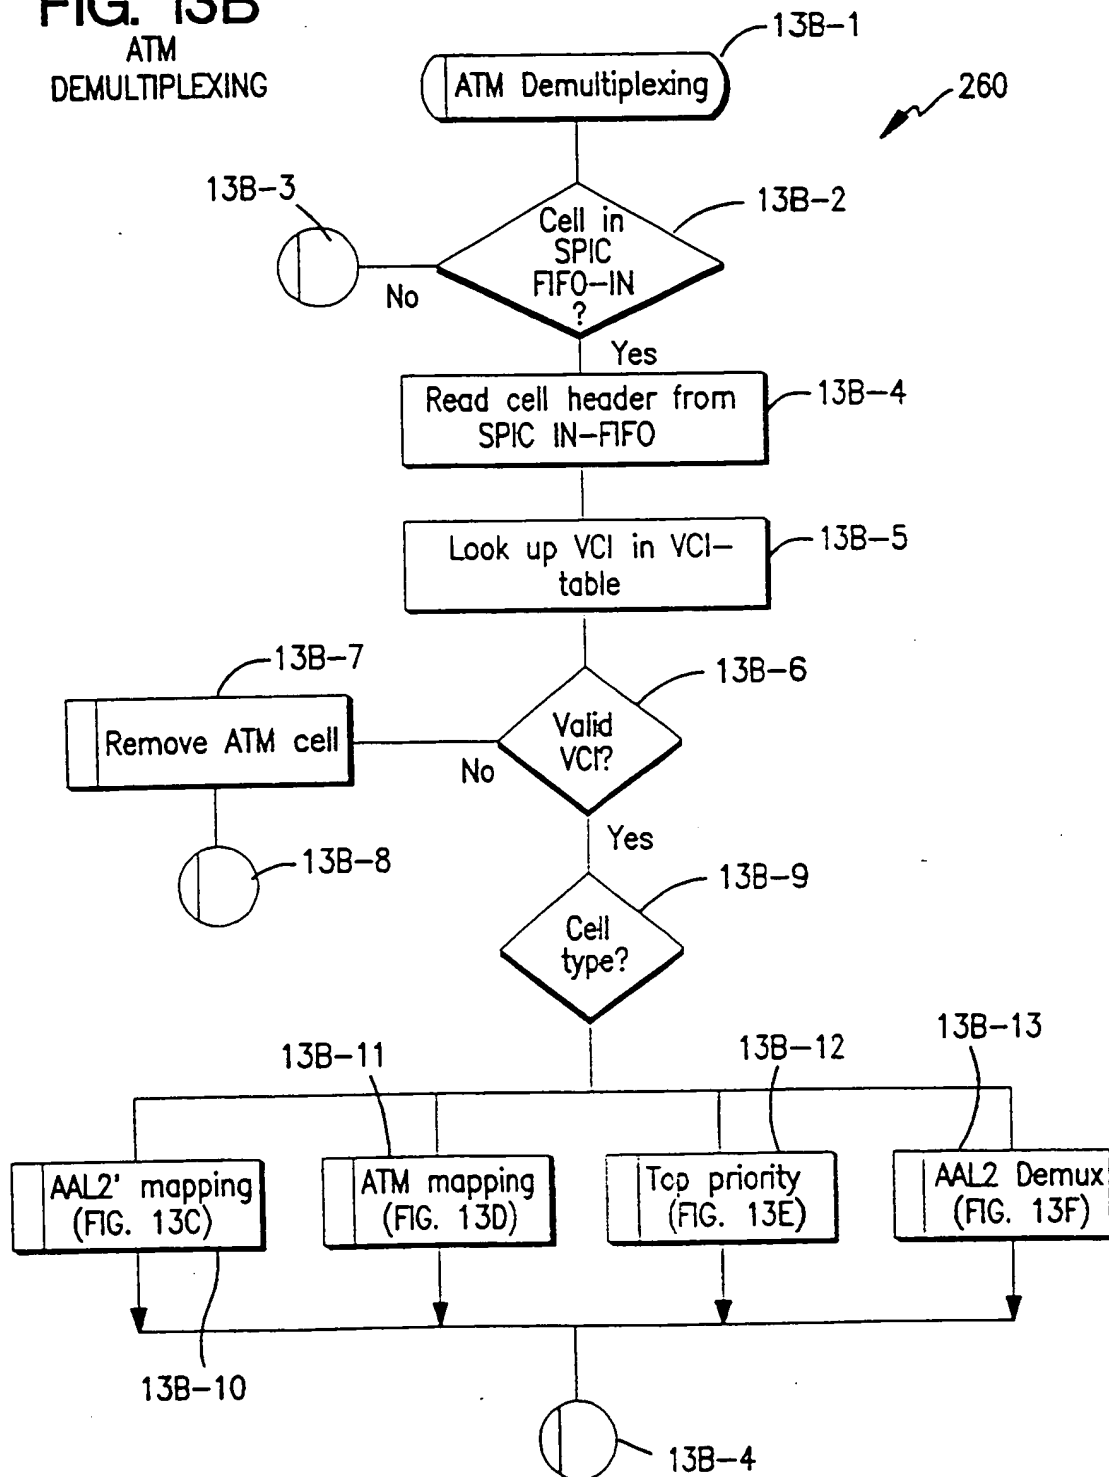 FIG. 13B
ATM
DEMULTIPLEXING
13B-1
ATM Demultiplexing
260
13B-3
13B-2
Cell in
SPIC
FIFO-IN
?
No
Yes
Read cell header from
SPIC IN-FIFO
13B-4
Look up VCI in VCI-
table
13B-5
13B-7
13B-6
Remove ATM cell
Valid
VCI?
No
Yes
13B-8
13B-9
Cell
type?
13B-11
13B-12
13B-13
AAL2' mapping
(FIG. 13C)
ATM mapping
(FIG. 13D)
Top priority
(FIG. 13E)
AAL2 Demux
(FIG. 13F)
13B-10
13B-4